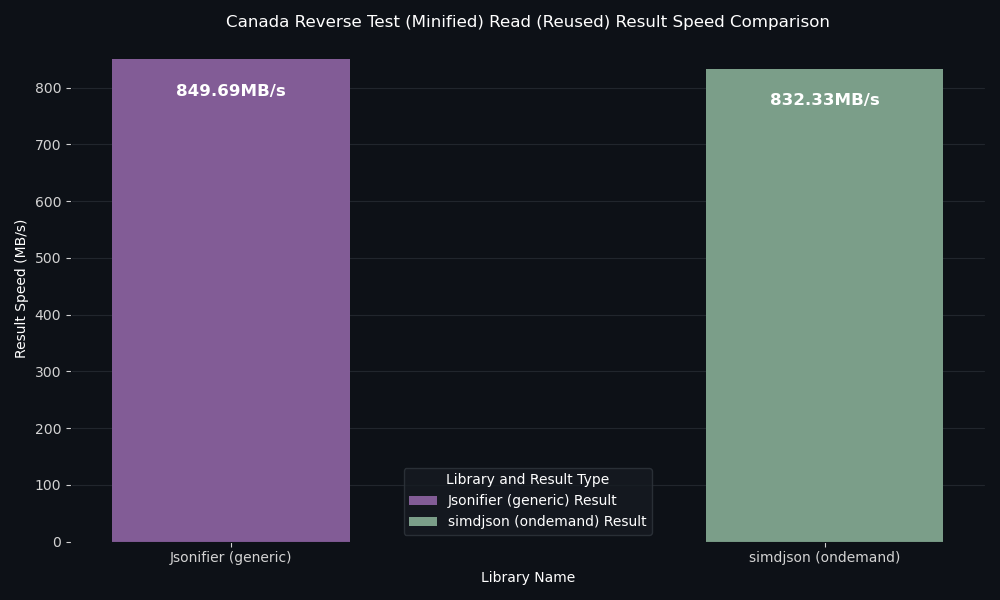 Canada Reverse Test (Minified) Read (Reused) Result Speed Comparison
849.69MB/s
832.33MB/s
800
700
600
500
400
300
200
100
0
Result Speed (MB/s)
Library and Result Type
Jsonifier (generic) Result
simdjson (ondemand) Result
Jsonifier (generic)
simdjson (ondemand)
Library Name